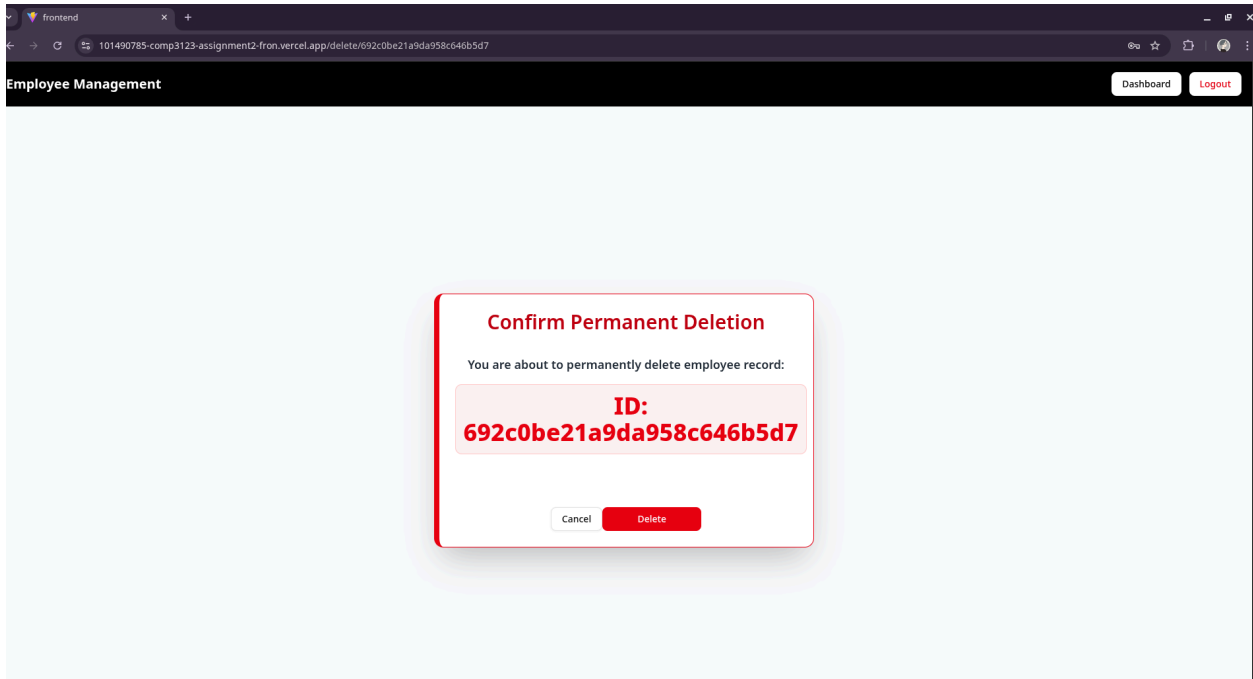 frontend
101490785-comp3123-assignment2-fron.vercel.app/delete/692c0be21a9da958c646b5d7
Employee Management
Dashboard
Logout
Confirm Permanent Deletion
You are about to permanently delete employee record:
ID:
692c0be21a9da958c646b5d7
Cancel
Delete